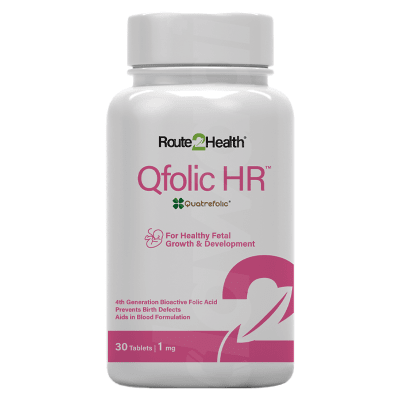 Route2Health®
Qfolic HR™
Quatrefolic®
For Healthy Fetal
Growth & Development
4th Generation Bioactive Folic Acid
Prevents Birth Defects
Aids in Blood Formulation
30 Tablets | 1 mg
2